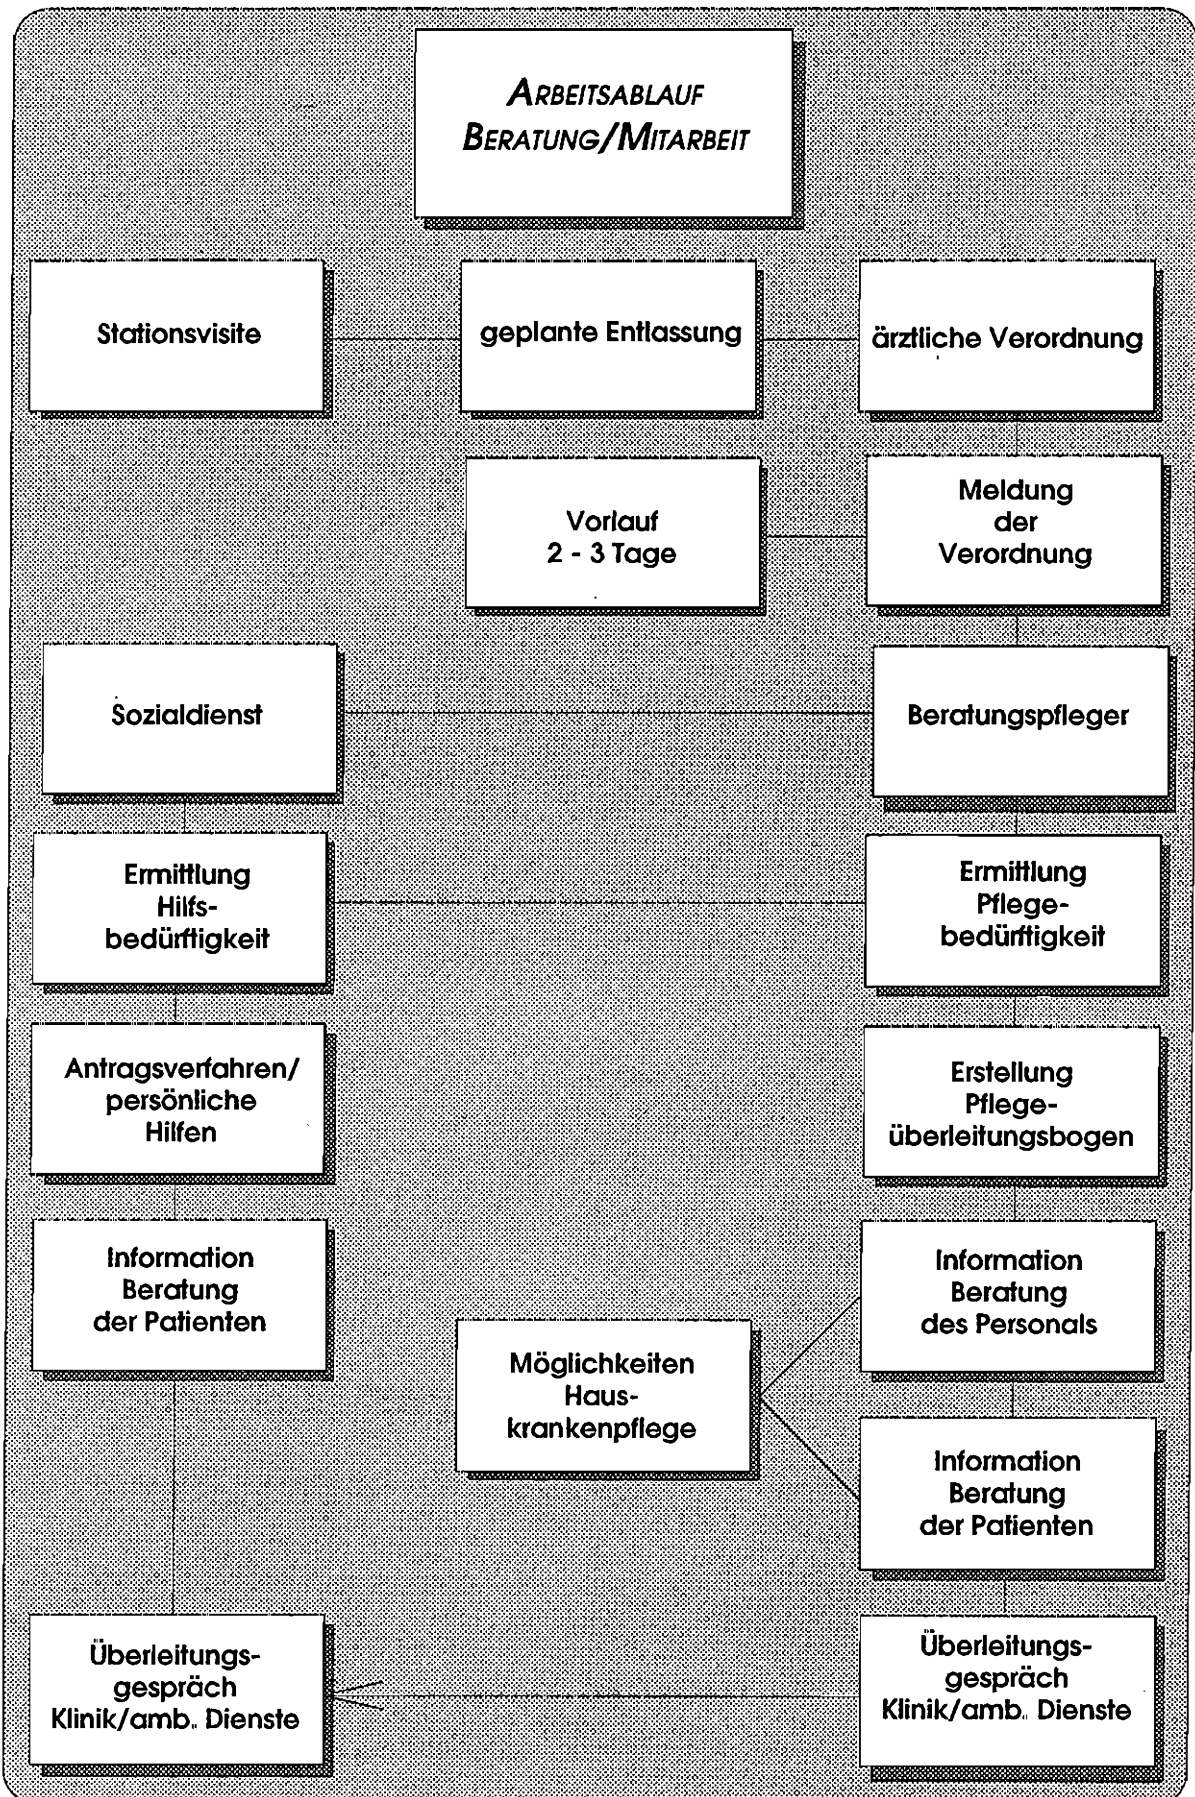 ARBEITSABLAUF
BERATUNG/MITARBEIT
Stationsvisite
geplante Entlassung
ärztliche Verordnung
Vorlauf
2 - 3 Tage
Meldung
der
Verordnung
Sozialdienst
Beratungspfleger
Ermittlung
Hilfs-
bedürftigkeit
Ermittlung
Pflege-
bedürftigkeit
Antragsverfahren/
persönliche
Hilfen
Erstellung
Pflege-
überleitungsbogen
Information
Beratung
der Patienten
Information
Beratung
des Personals
Möglichkeiten
Haus-
krankenpflege
Information
Beratung
der Patienten
Überleitungs-
gespräch
Klinik/amb. Dienste
Überleitungs-
gespräch
Klinik/amb. Dienste